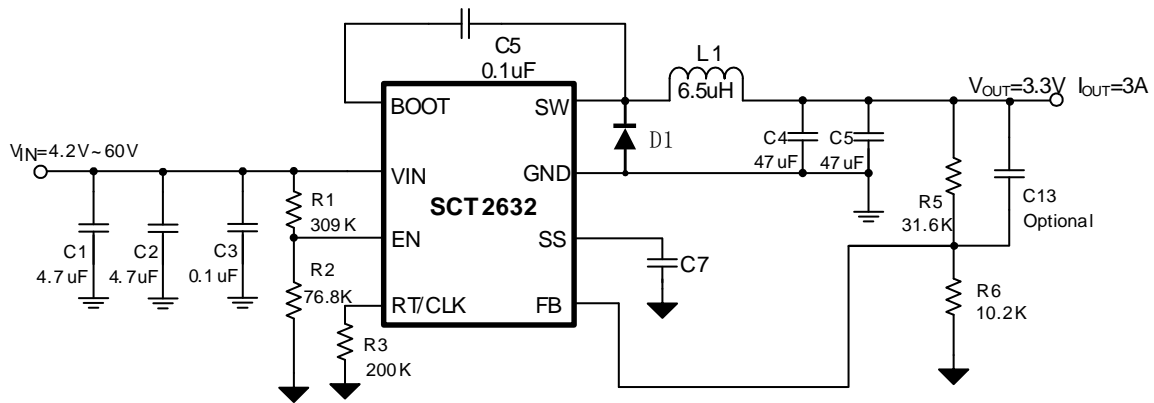 C5
0.1uF
L1
6.5uH
VOUT=3.3V IOUT=3A
BOOT
SW
D1
C4
47uF
C5
47uF
VIN=4.2V~60V
VIN
GND
SCT2632
R1
309K
R5
31.6K
C13
Optional
C1
4.7uF
C2
4.7uF
C3
0.1uF
EN
SS
C7
R2
76.8K
RT/CLK
FB
R6
10.2K
R3
200K